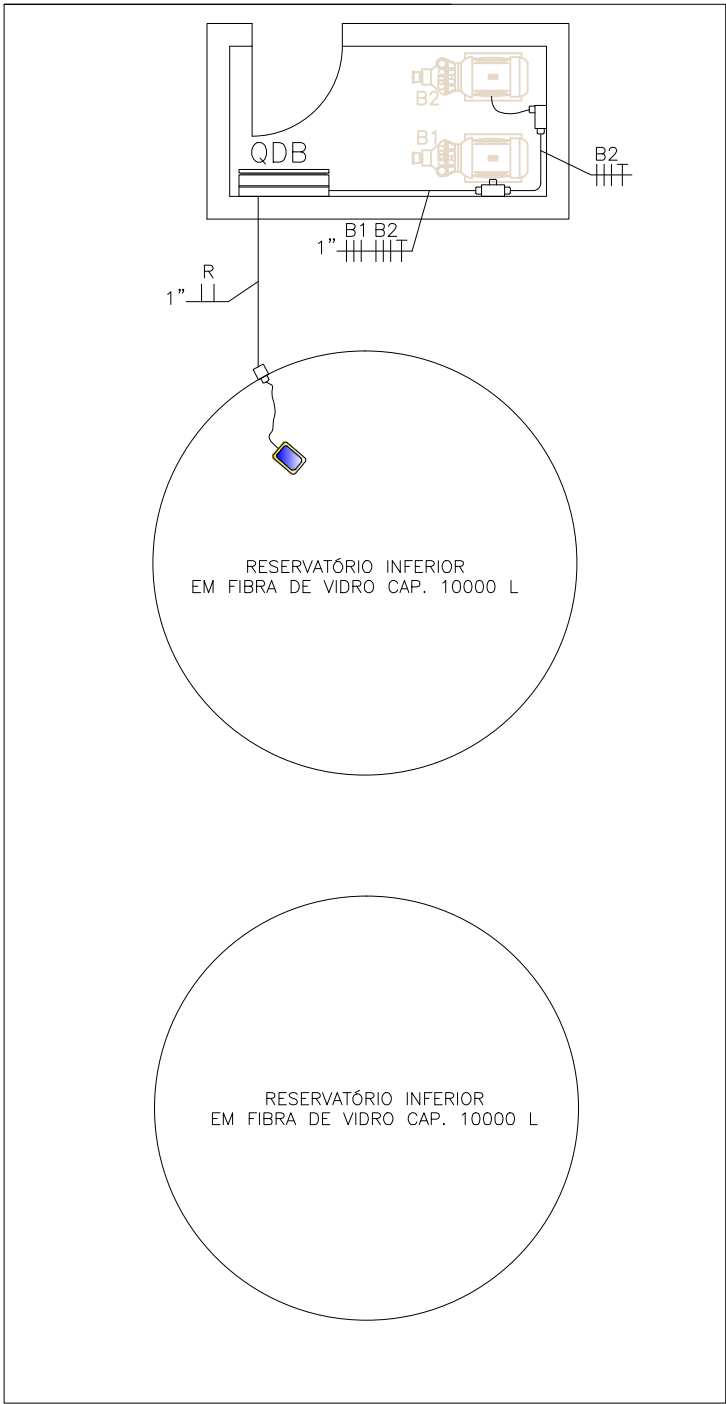 B2
B1
QDB
B2
B1 B2
1”
R
1”
RESERVATÓRIO INFERIOR
EM FIBRA DE VIDRO CAP. 10000 L
RESERVATÓRIO INFERIOR
EM FIBRA DE VIDRO CAP. 10000 L